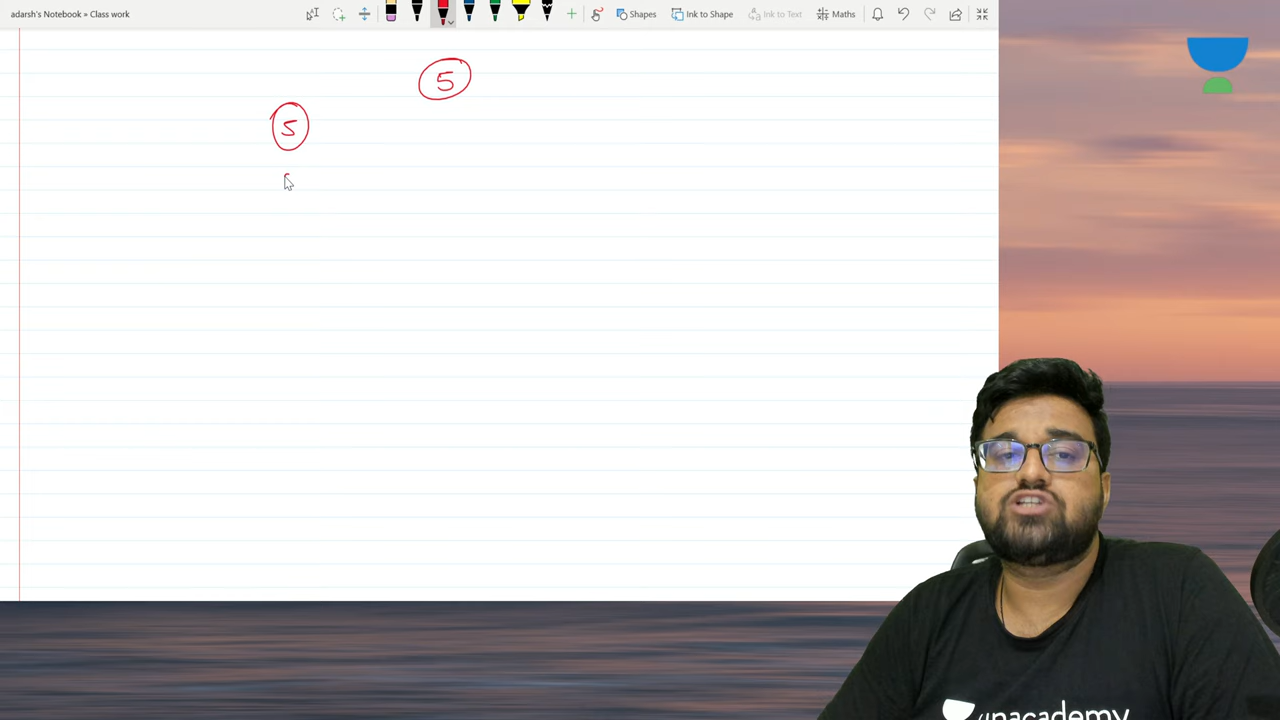 adarsh's Notebook » Class work
Shapes
Ink to Shape
Ink to Text
Maths
5
5
unacademy